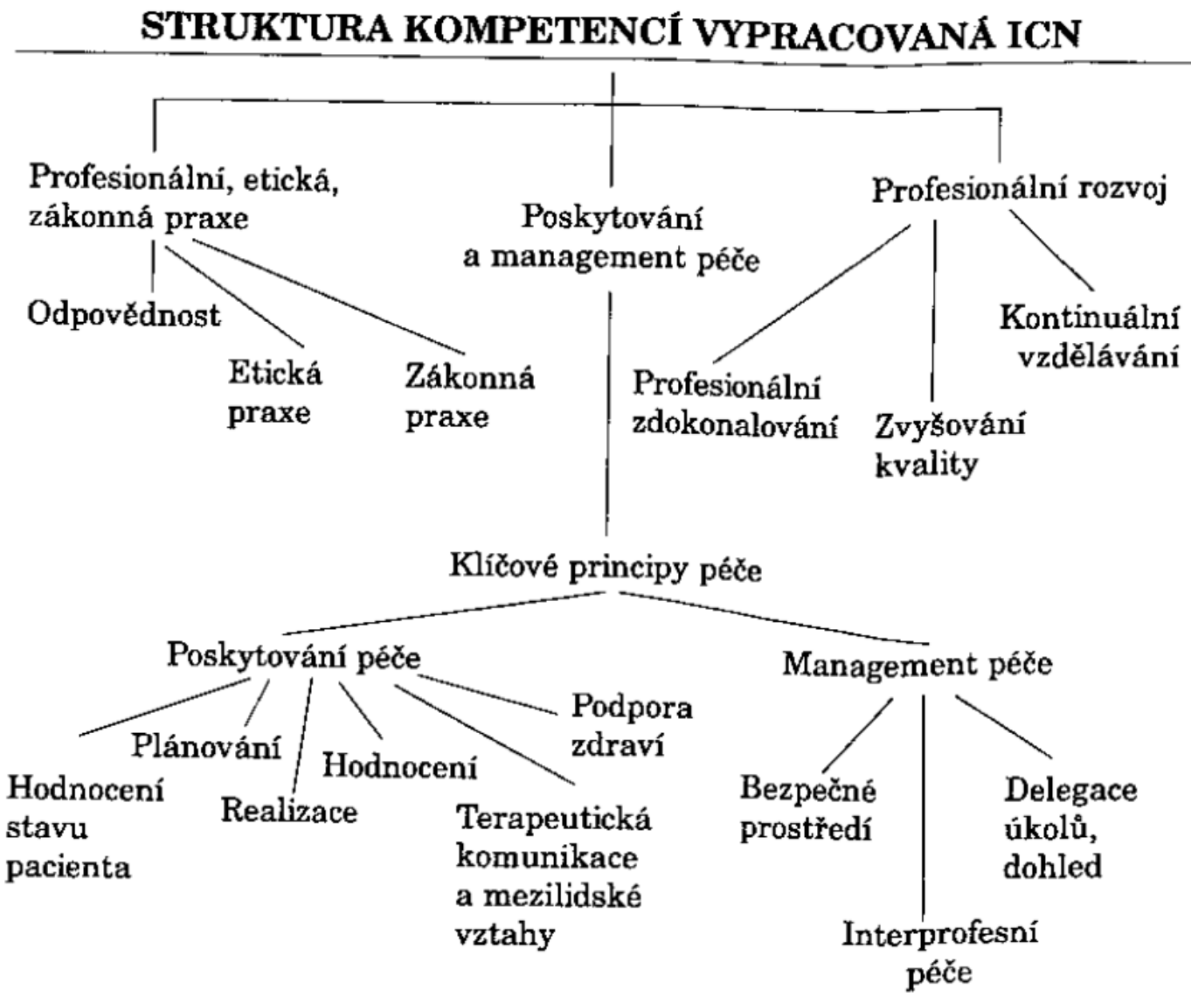 STRUKTURA KOMPETENCÍ VYPRACOVANÁ ICN
Profesionální, etická,
zákonná praxe
Poskytování
a management péče
Profesionální rozvoj
Odpovědnost
Etická
praxe
Zákonná
praxe
Profesionální
zdokonalování
Zvyšování
kvality
Kontinuální
vzdělávání
Klíčové principy péče
Poskytování péče
Management péče
Hodnocení
stavu
pacienta
Plánování
Realizace
Hodnocení
Terapeutická
komunikace
a mezilidské
vztahy
Podpora
zdraví
Bezpečné
prostředí
Interprofesní
péče
Delegace
úkolů,
dohled